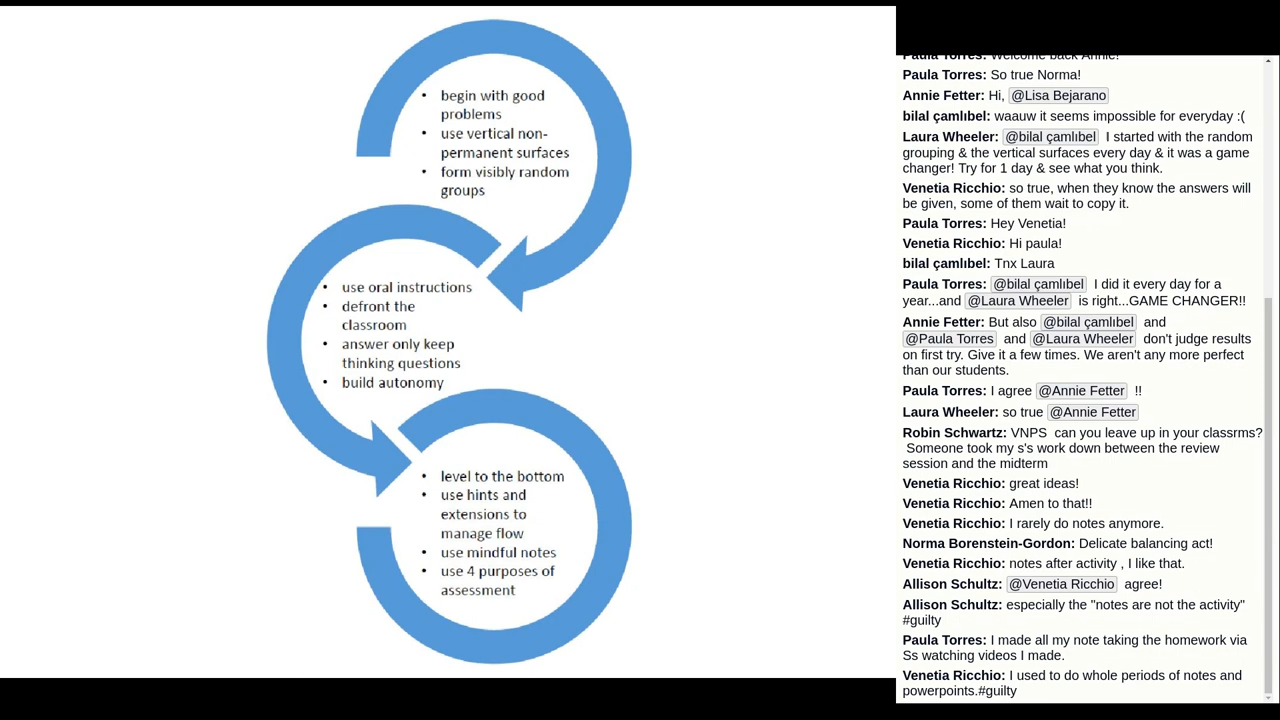 • begin with good
problems
• use vertical non-
permanent surfaces
• form visibly random
groups
• use oral instructions
• defront the
classroom
• answer only keep
thinking questions
• build autonomy
• level to the bottom
• use hints and
extensions to
manage flow
• use mindful notes
• use 4 purposes of
assessment
Paula Torres: Welcome back Annie!
Paula Torres: So true Norma!
Annie Fetter: Hi, @Lisa Bejarano
bilal çamlıbel: waauw it seems impossible for everyday :(
Laura Wheeler: @bilal çamlıbel I started with the random
grouping & the vertical surfaces every day & it was a game
changer! Try for 1 day & see what you think.
Venetia Ricchio: so true, when they know the answers will
be given, some of them wait to copy it.
Paula Torres: Hey Venetia!
Venetia Ricchio: Hi paula!
bilal çamlıbel: Tnx Laura
Paula Torres: @bilal çamlıbel I did it every day for a
year...and @Laura Wheeler is right...GAME CHANGER!!
Annie Fetter: But also @bilal çamlıbel and
@Paula Torres and @Laura Wheeler don't judge results
on first try. Give it a few times. We aren't any more perfect
than our students.
Paula Torres: I agree @Annie Fetter !!
Laura Wheeler: so true @Annie Fetter
Robin Schwartz: VNPS can you leave up in your classrms?
Someone took my s's work down between the review
session and the midterm
Venetia Ricchio: great ideas!
Venetia Ricchio: Amen to that!!
Venetia Ricchio: I rarely do notes anymore.
Norma Borenstein-Gordon: Delicate balancing act!
Venetia Ricchio: notes after activity , I like that.
Allison Schultz: @Venetia Ricchio agree!
Allison Schultz: especially the "notes are not the activity"
#guilty
Paula Torres: I made all my note taking the homework via
Ss watching videos I made.
Venetia Ricchio: I used to do whole periods of notes and
powerpoints.#guilty